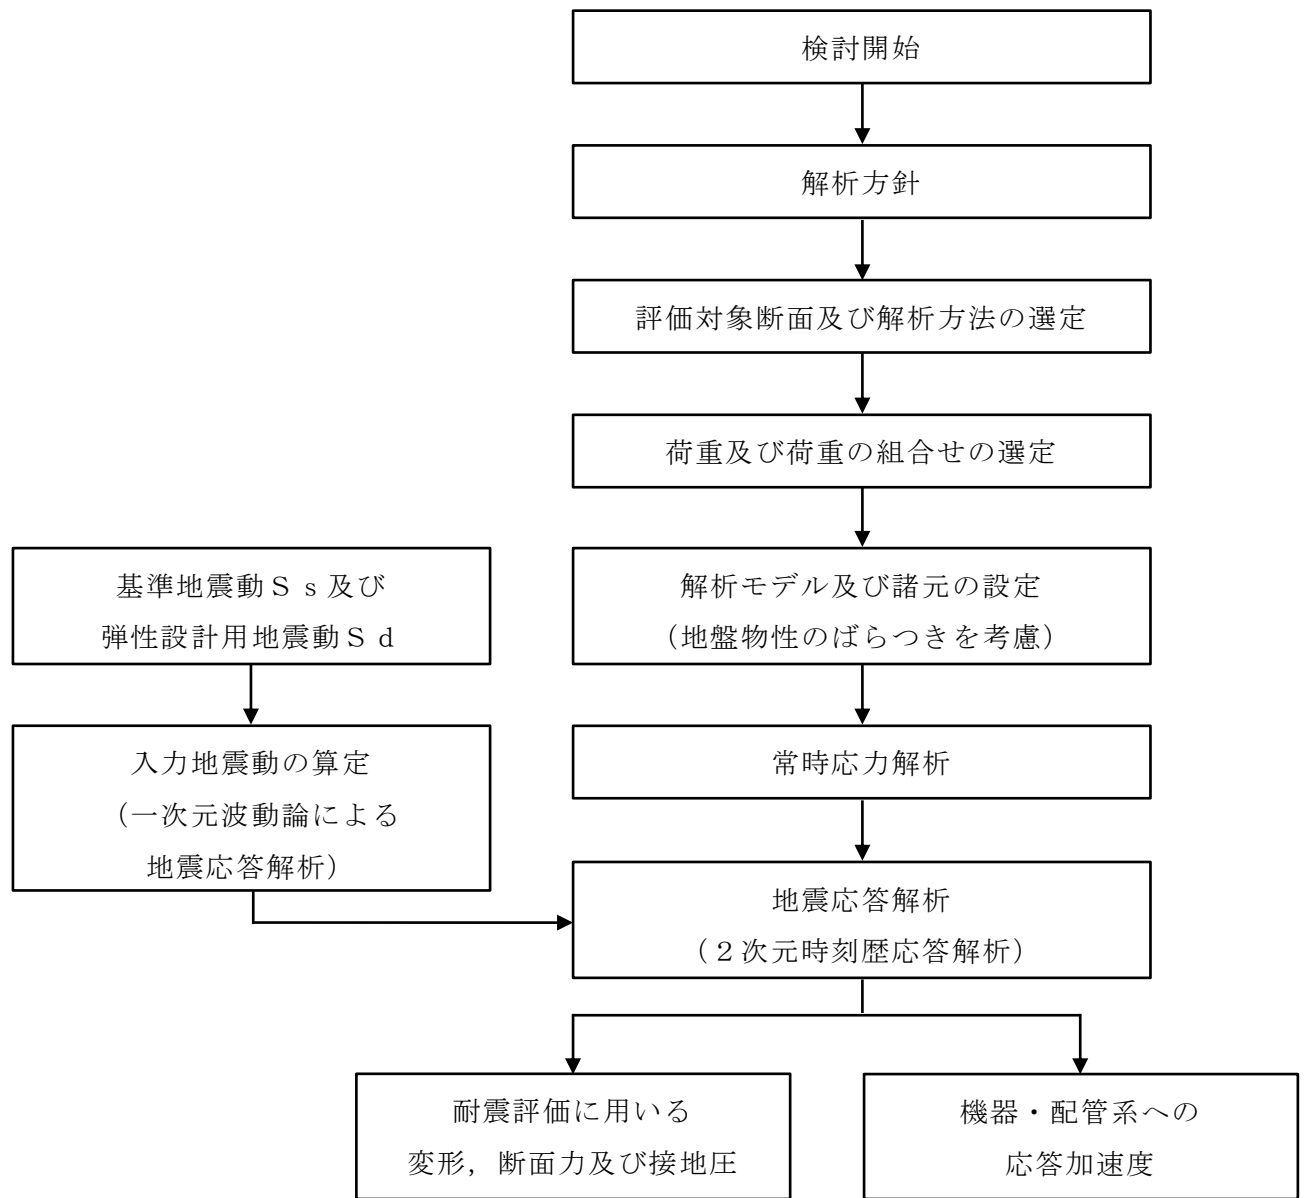 検討開始
解析方針
評価対象断面及び解析方法の選定
荷重及び荷重の組合せの選定
基準地震動Ｓｓ及び
弾性設計用地震動Ｓｄ
解析モデル及び諸元の設定
（地盤物性のばらつきを考慮）
入力地震動の算定
（一次元波動論による
地震応答解析）
常時応力解析
地震応答解析
（２次元時刻歴応答解析）
耐震評価に用いる
変形，断面力及び接地圧
機器・配管系への
応答加速度